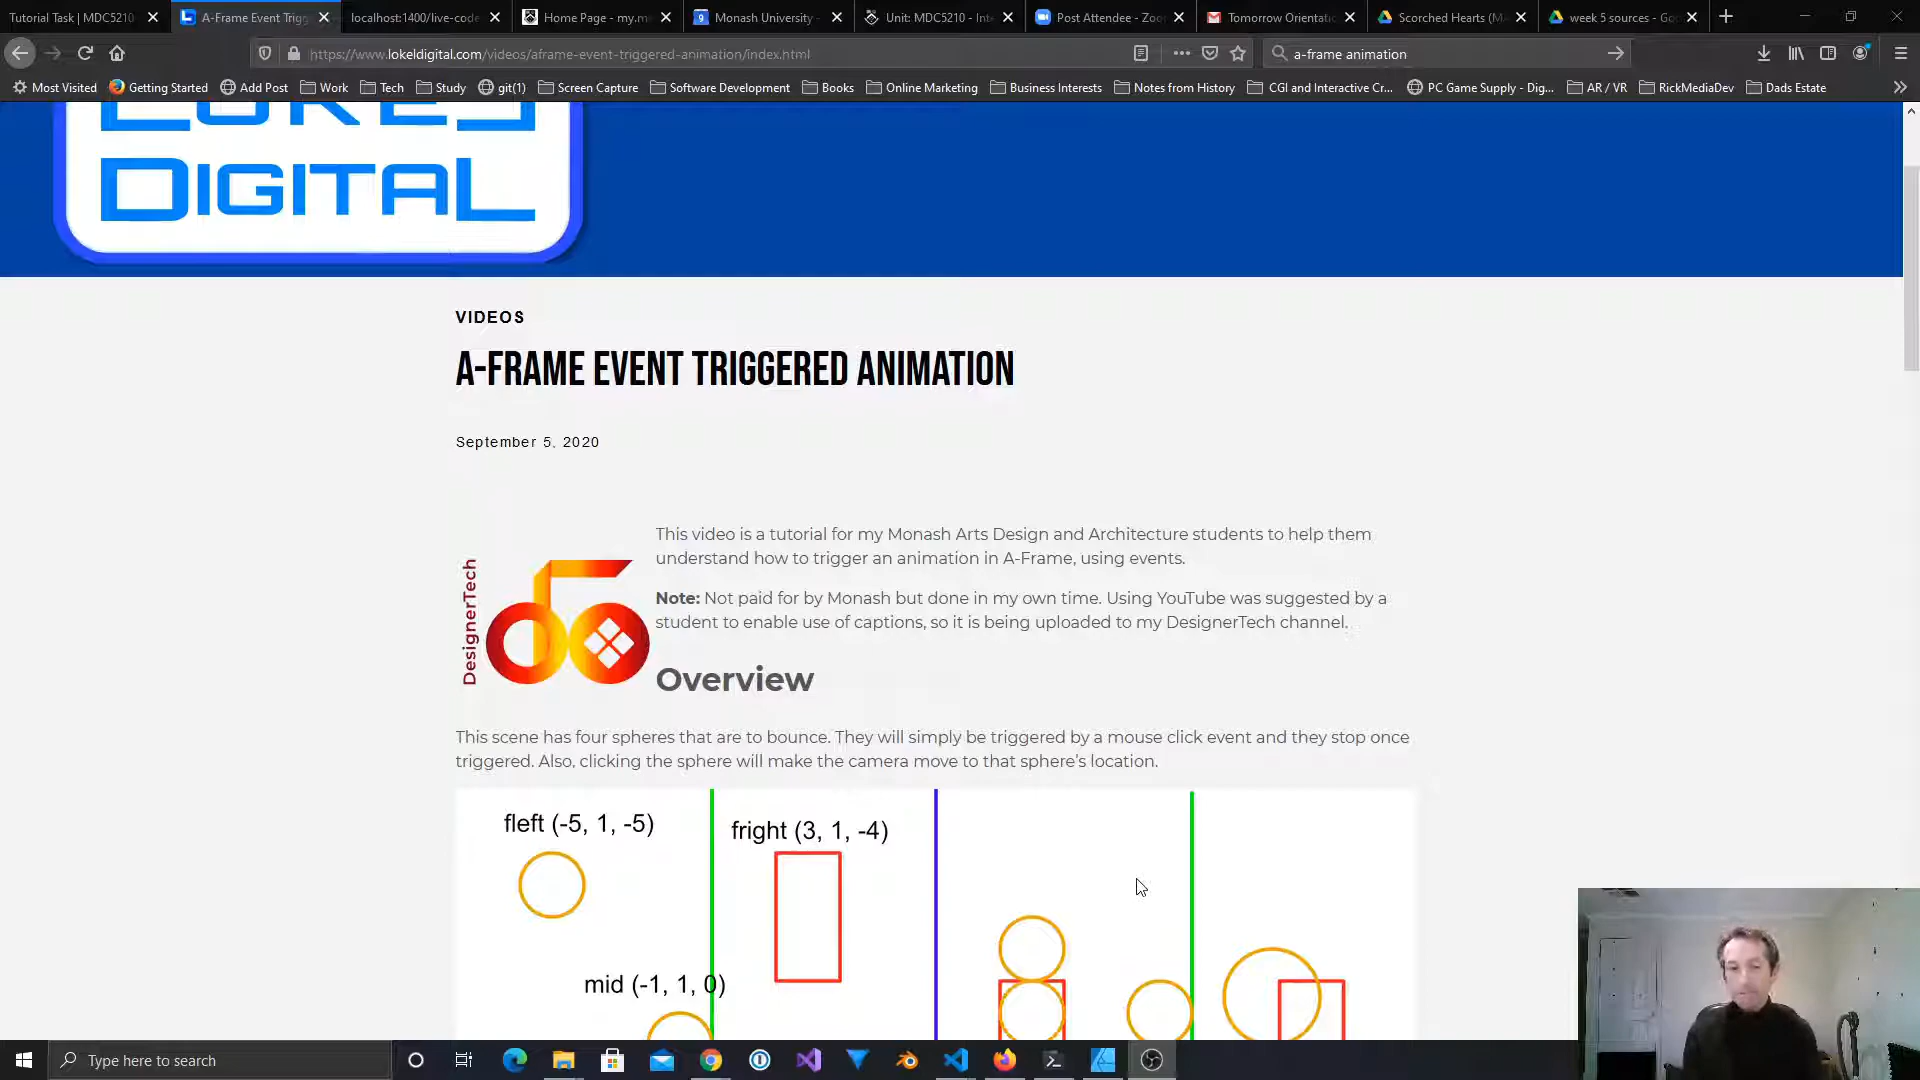 Tutorial Task | MDC5210
A-Frame Event Trigg
localhost:1400/live-code
Home Page - my.m
Monash University -
Unit: MDC5210 - Int
Post Attendee - Zoo
Tomorrow Orientati
Scorched Hearts (M
week 5 sources - Go
https://www.lokeldigital.com/videos/aframe-event-triggered-animation/index.html
a-frame animation
Most Visited
Getting Started
Add Post
Work
Tech
Study
git(1)
Screen Capture
Software Development
Books
Online Marketing
Business Interests
Notes from History
CGI and Interactive Cr...
PC Game Supply - Dig...
AR / VR
RickMediaDev
Dads Estate
DIGITAL
VIDEOS
A-FRAME EVENT TRIGGERED ANIMATION
September 5, 2020
DesignerTech
This video is a tutorial for my Monash Arts Design and Architecture students to help them
understand how to trigger an animation in A-Frame, using events.
Note: Not paid for by Monash but done in my own time. Using YouTube was suggested by a
student to enable use of captions, so it is being uploaded to my DesignerTech channel.
Overview
This scene has four spheres that are to bounce. They will simply be triggered by a mouse click event and they stop once
triggered. Also, clicking the sphere will make the camera move to that sphere's location.
fleft (-5, 1, -5)
fright (3, 1, -4)
mid (-1, 1, 0)
Type here to search